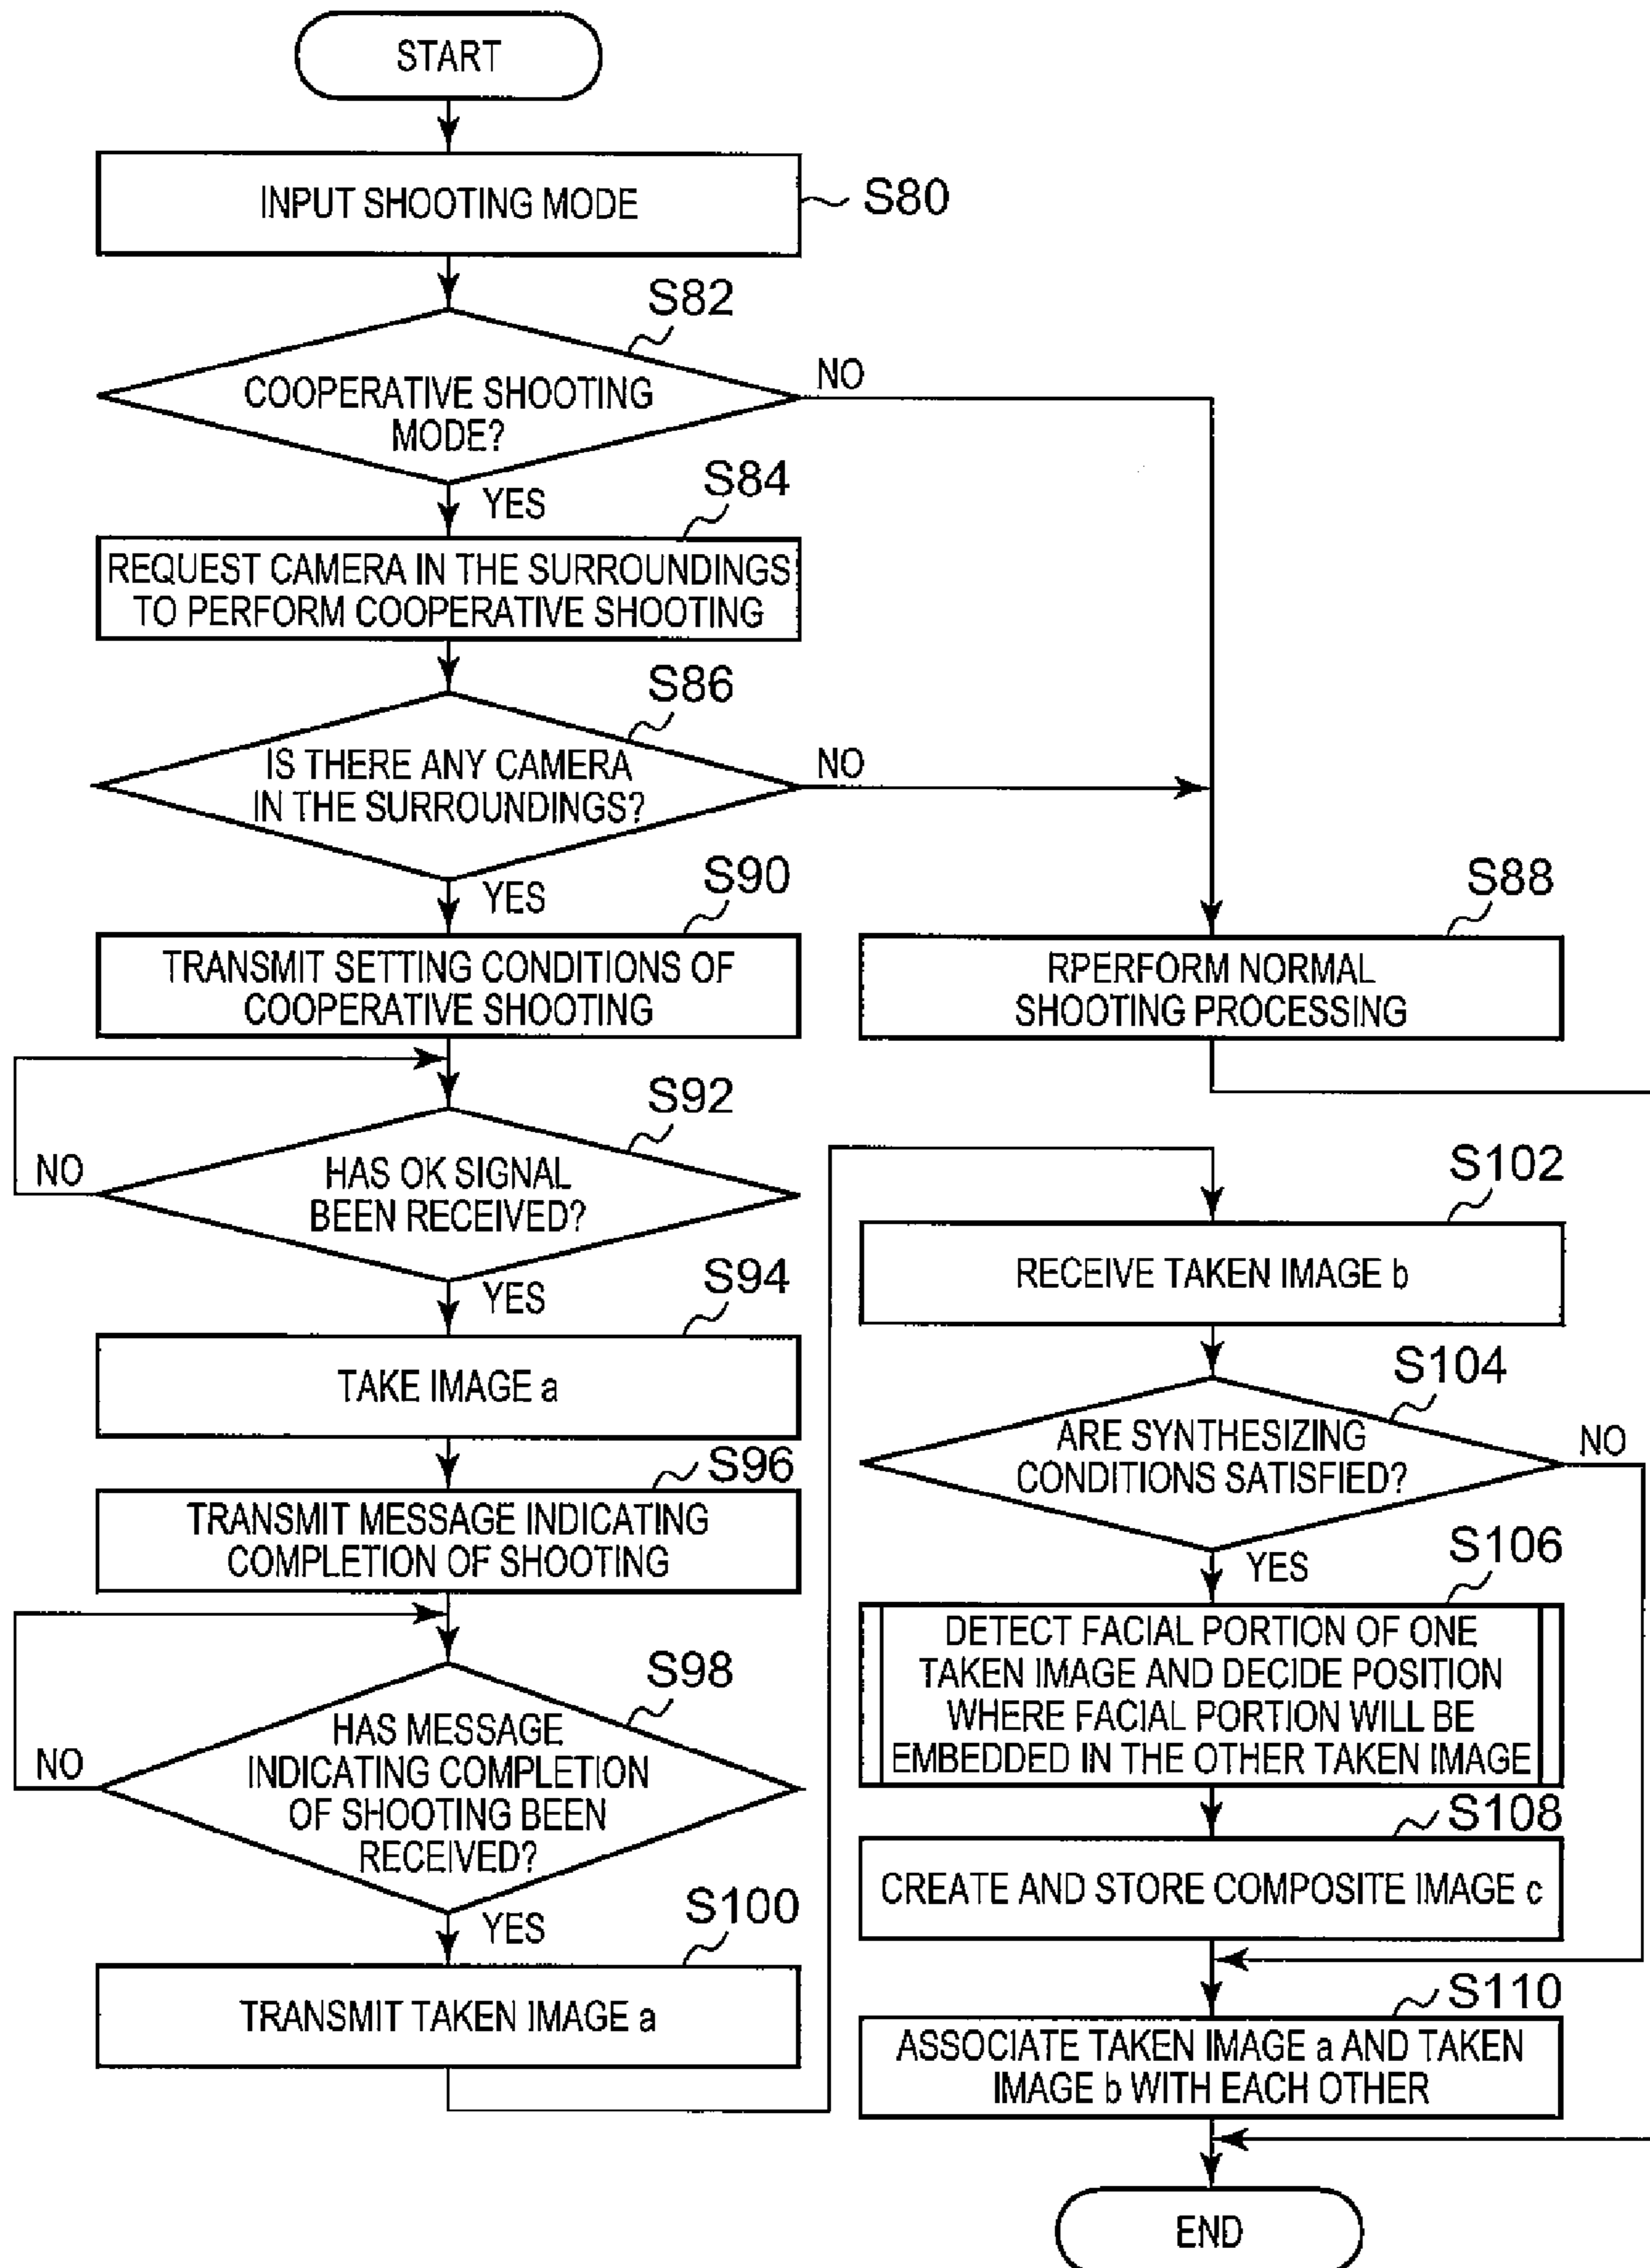 START
INPUT SHOOTING MODE
S80
S82
COOPERATIVE SHOOTING
MODE?
NO
YES
S84
REQUEST CAMERA IN THE SURROUNDINGS
TO PERFORM COOPERATIVE SHOOTING
S86
IS THERE ANY CAMERA
IN THE SURROUNDINGS?
NO
YES
S90
TRANSMIT SETTING CONDITIONS OF
COOPERATIVE SHOOTING
S88
RPERFORM NORMAL
SHOOTING PROCESSING
S92
HAS OK SIGNAL
BEEN RECEIVED?
NO
YES
S94
TAKE IMAGE a
S96
TRANSMIT MESSAGE INDICATING
COMPLETION OF SHOOTING
S98
HAS MESSAGE
INDICATING COMPLETION
OF SHOOTING BEEN
RECEIVED?
NO
YES
S100
TRANSMIT TAKEN IMAGE a
S102
RECEIVE TAKEN IMAGE b
S104
ARE SYNTHESIZING
CONDITIONS SATISFIED?
NO
YES
S106
DETECT FACIAL PORTION OF ONE
TAKEN IMAGE AND DECIDE POSITION
WHERE FACIAL PORTION WILL BE
EMBEDDED IN THE OTHER TAKEN IMAGE
S108
CREATE AND STORE COMPOSITE IMAGE c
S110
ASSOCIATE TAKEN IMAGE a AND TAKEN
IMAGE b WITH EACH OTHER
END